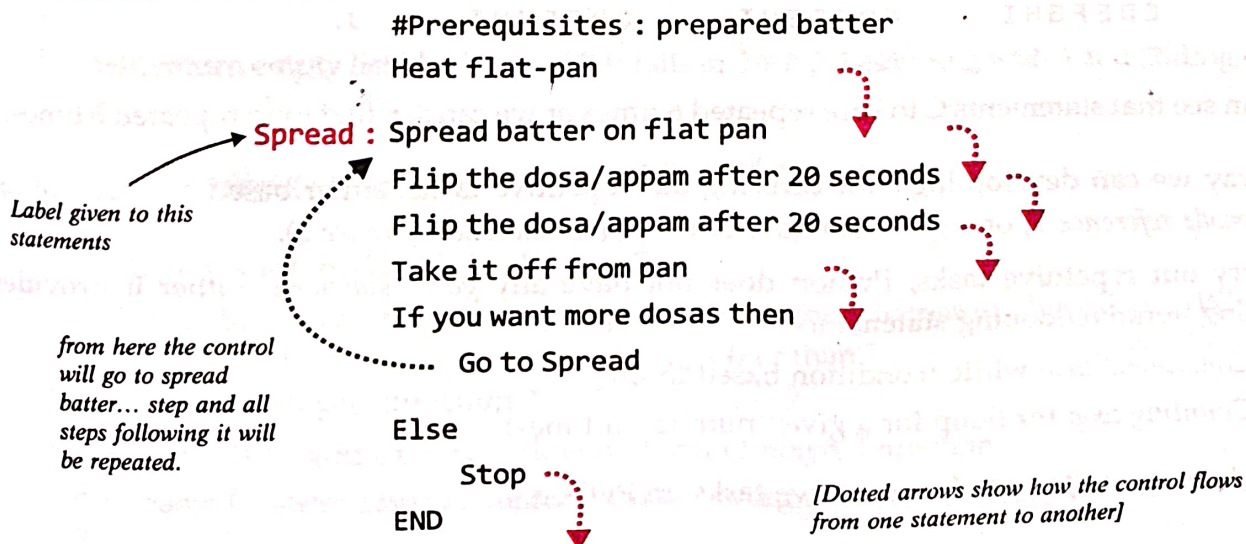 #Prerequisites : prepared batter
Heat flat-pan
Spread : Spread batter on flat pan
Flip the dosa/appam after 20 seconds
Label given to this
statements
Flip the dosa/appam after 20 seconds
Take it off from pan
If you want more dosas then
Go to Spread
from here the control
will go to spread
batter... step and all
steps following it will
be repeated.
Else
Stop
END
[Dotted arrows show how the control flows
from one statement to another]